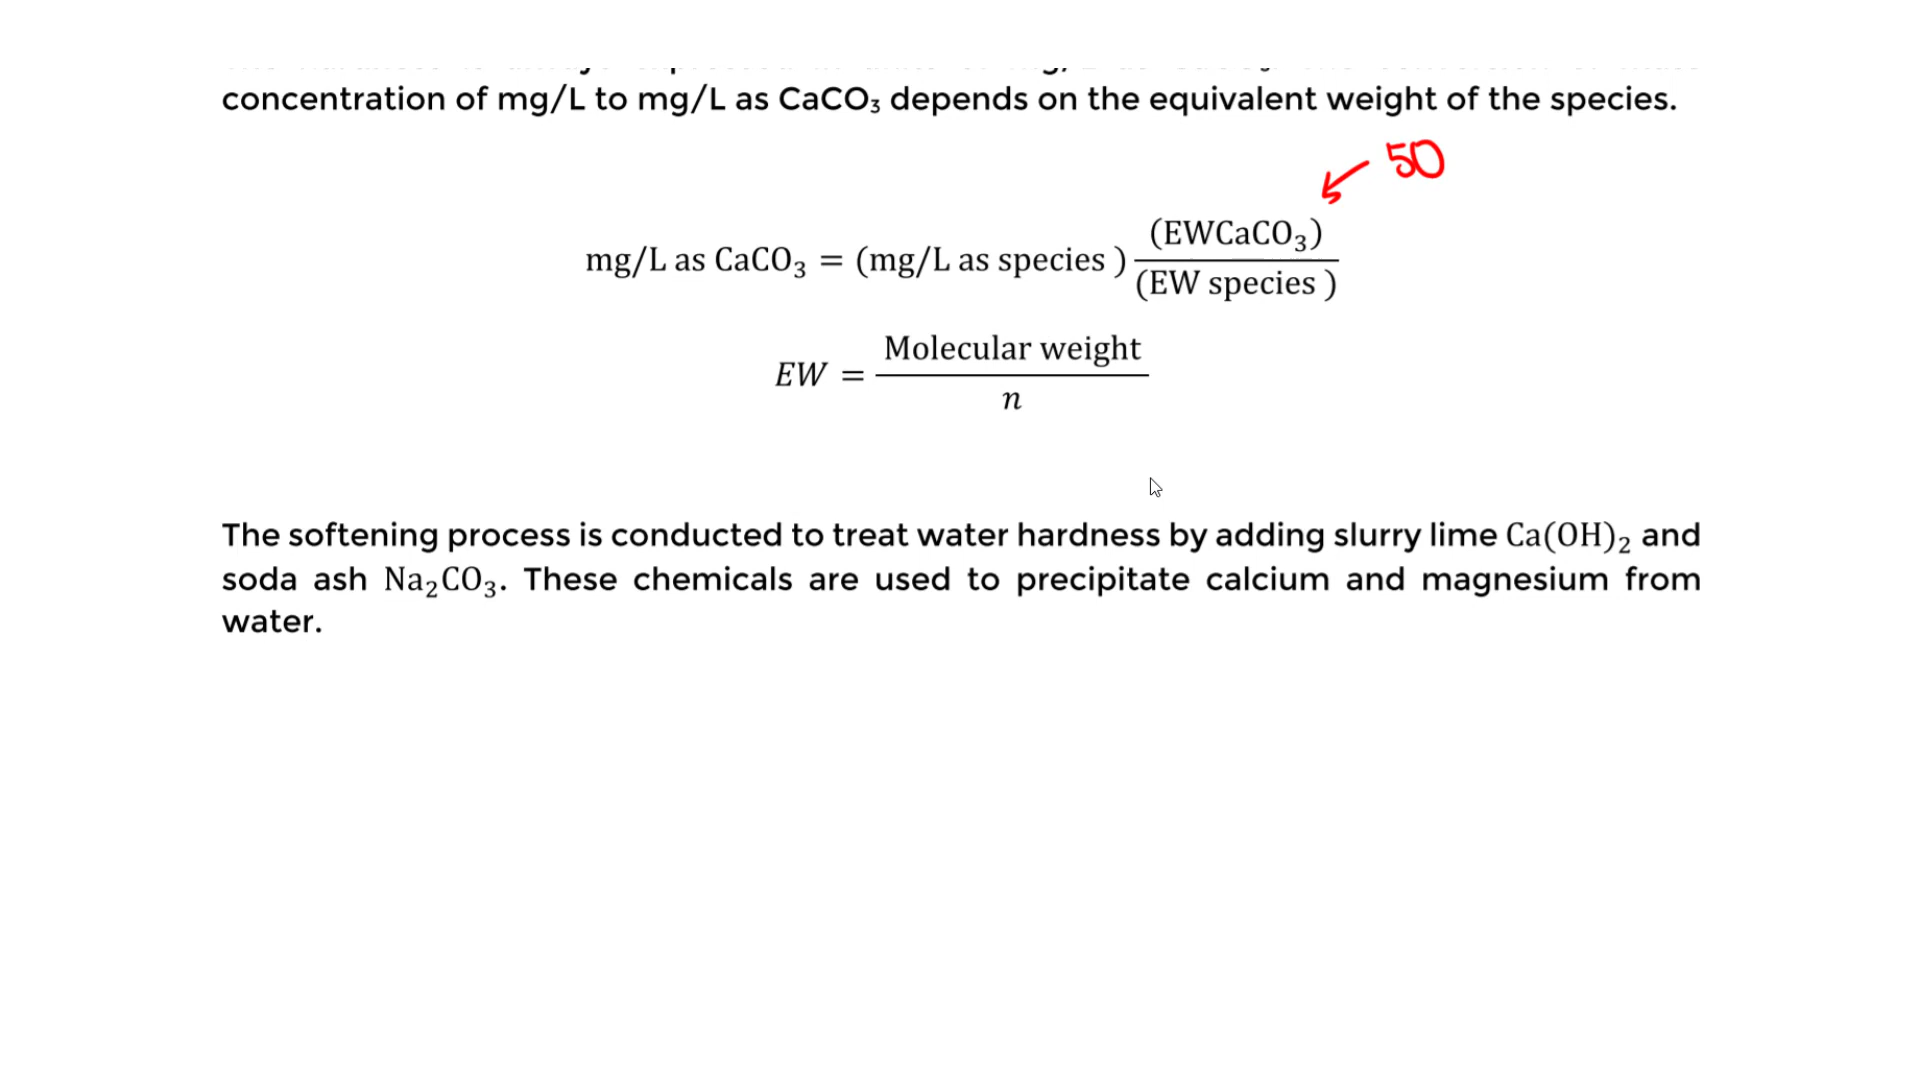 concentration of mg/L to mg/L as CaCO₃ depends on the equivalent weight of the species.
50
mg/L as CaCO₃ = (mg/L as species ) (EWCaCO₃) / (EW species )
EW = Molecular weight / n
The softening process is conducted to treat water hardness by adding slurry lime Ca(OH)₂ and
soda ash Na₂CO₃. These chemicals are used to precipitate calcium and magnesium from
water.